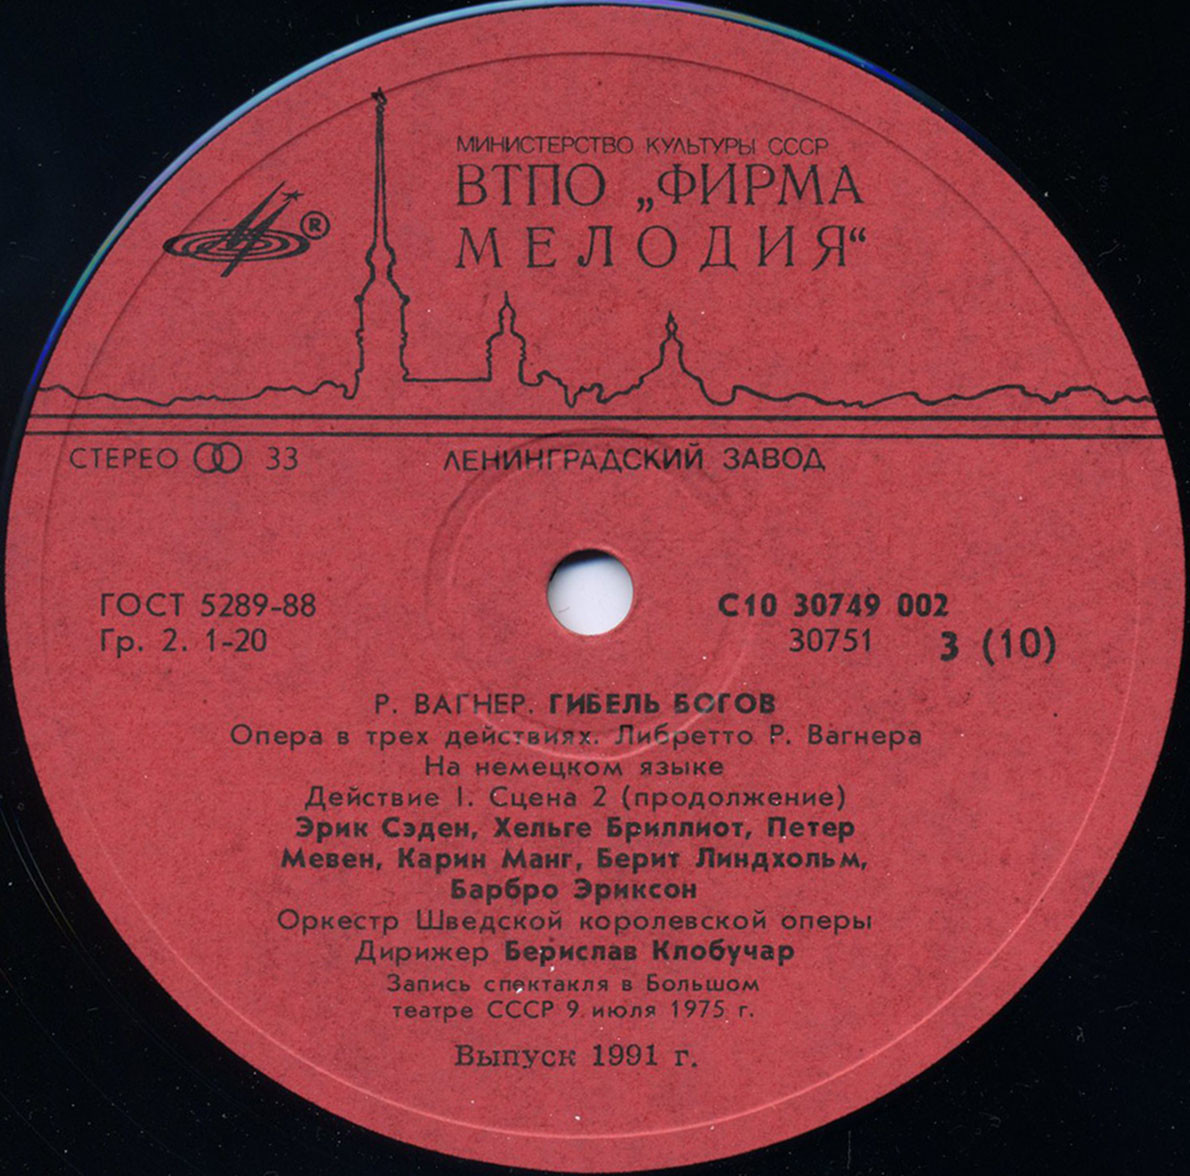 МИНИСТЕРСТВО КУЛЬТУРЫ СССР
ВТПО „ФИРМА
МЕЛОДИЯ“
®
СТЕРЕО 33
ЛЕНИНГРАДСКИЙ ЗАВОД
ГОСТ 5289-88
Гр. 2. 1-20
С10 30749 002
30751 3 (10)
Р. ВАГНЕР. ГИБЕЛЬ БОГОВ
Опера в трех действиях. Либретто Р. Вагнера
На немецком языке
Действие I. Сцена 2 (продолжение)
Эрик Сэден, Хельге Бриллиот, Петер
Мевен, Карин Манг, Берит Линдхольм,
Барбро Эриксон
Оркестр Шведской королевской оперы
Дирижер Берислав Клобучар
Запись спектакля в Большом
театре СССР 9 июля 1975 г.
Выпуск 1991 г.